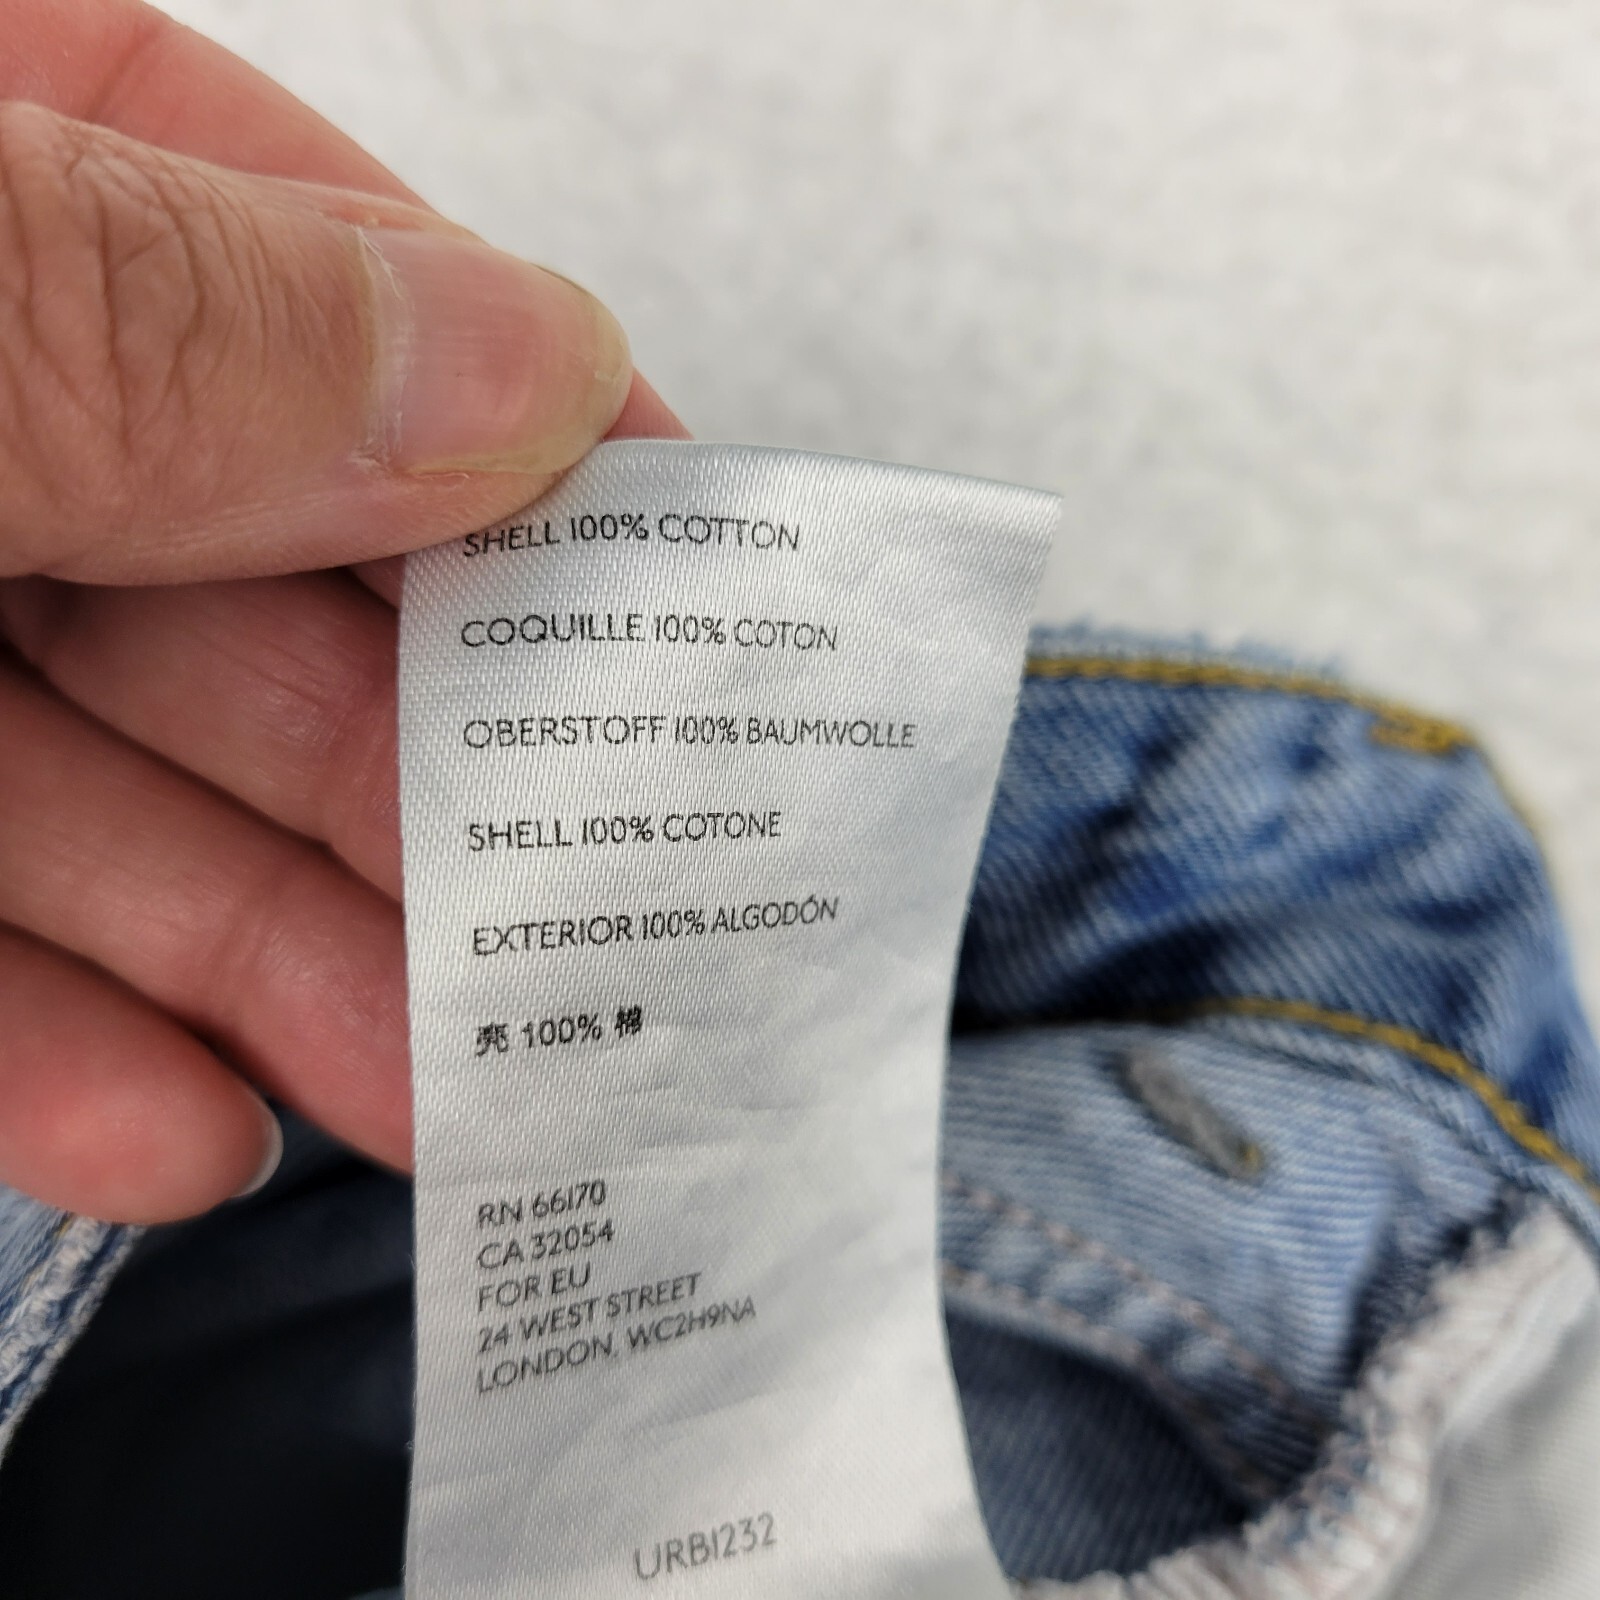 SHELL 100% COTTON
COQUILLE 100% COTON
OBERSTOFF 100% BAUMWOLLE
SHELL 100% COTONE
EXTERIOR 100% ALGODÓN
壳 100% 棉
RN 66170
CA 32054
FOR EU
24 WEST STREET
LONDON, WC2H9NA
URB1232